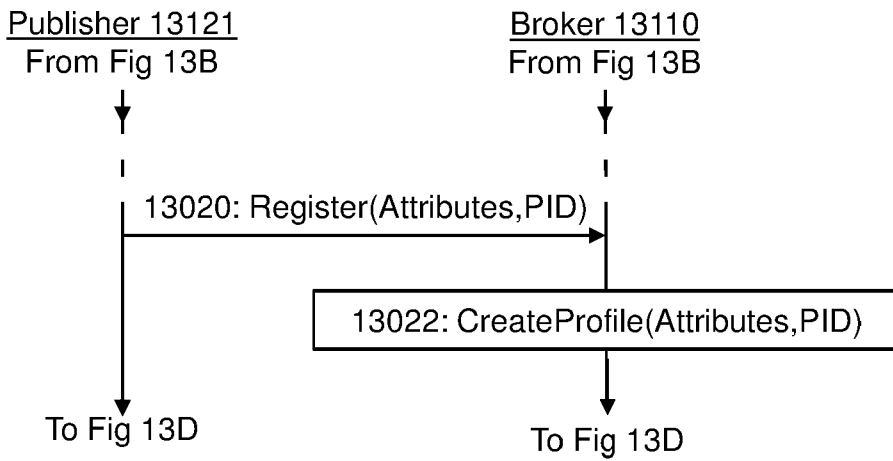 Publisher 13121
From Fig 13B
Broker 13110
From Fig 13B
13020: Register(Attributes,PID)
13022: CreateProfile(Attributes,PID)
To Fig 13D
To Fig 13D